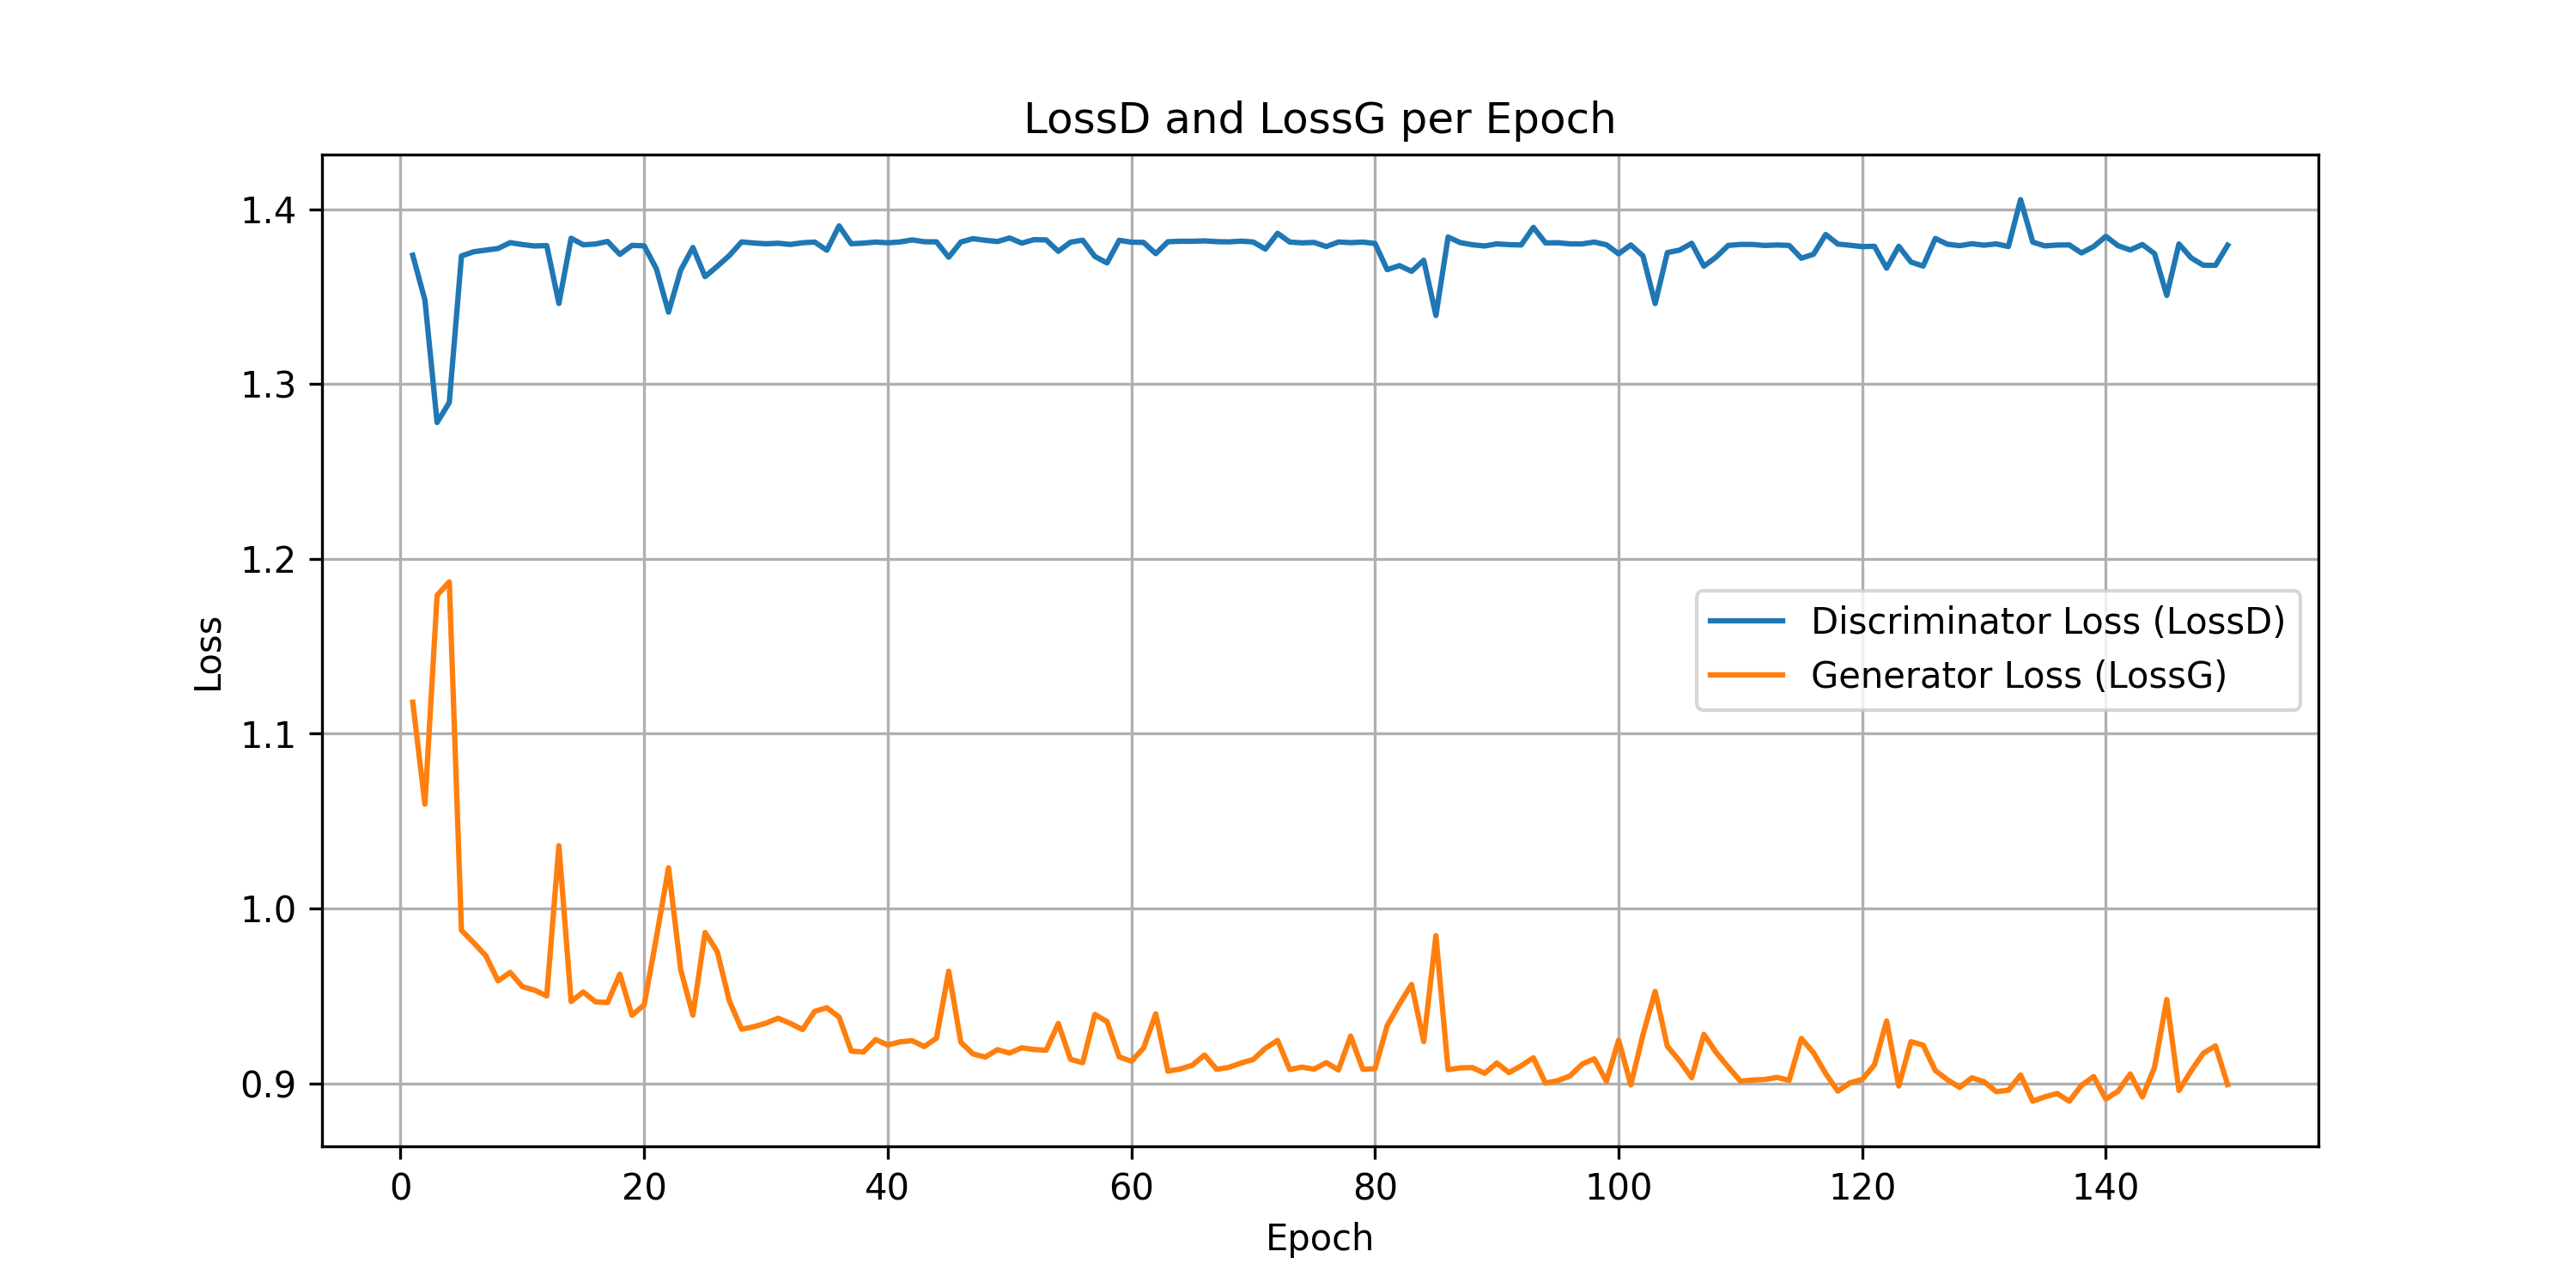 LossD and LossG per Epoch
1.4
1.3
1.2
1.1
1.0
0.9
Loss
Discriminator Loss (LossD)
Generator Loss (LossG)
0 20 40 60 80 100 120 140
Epoch